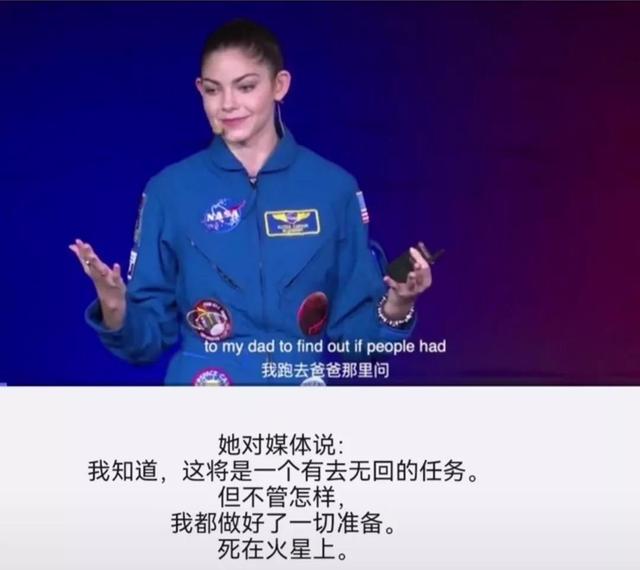 NASA
to my dad to find out if people had
我跑去爸爸那里问
她对媒体说：
我知道，这将是一个有去无回的任务。
但不管怎样，
我都做好了一切准备。
死在火星上。